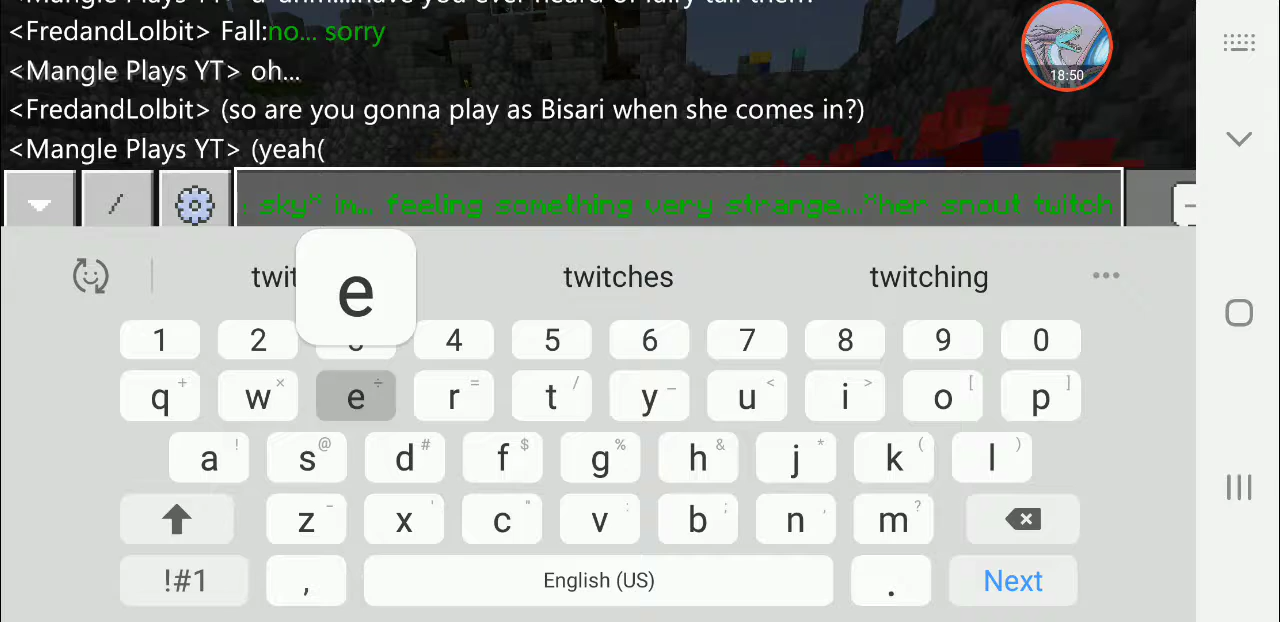 <FredandLolbit> Fall:no... sorry
<Mangle Plays YT> oh...
<FredandLolbit> (so are you gonna play as Bisari when she comes in?)
<Mangle Plays YT> (yeah(
18:50
/
sky* im... feeling something very strange....*her snout twitch
twit
e
twitches
twitching
1 2 4 5 6 7 8 9 0
q + w × e ÷ r = t / y _ u < i > o [ p ]
a ! s @ d # f $ g % h & j * k ( l )
z - x ' c " v : b ; n , m ?
!#1 , English (US) . Next